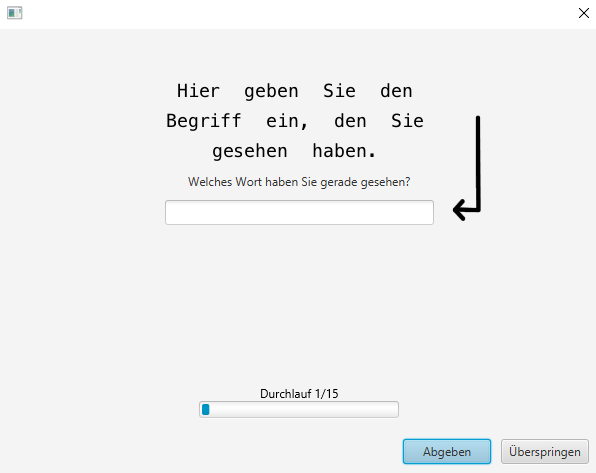 Hier geben Sie den
Begriff ein, den Sie
gesehen haben.
Welches Wort haben Sie gerade gesehen?
Durchlauf 1/15
Abgeben Überspringen